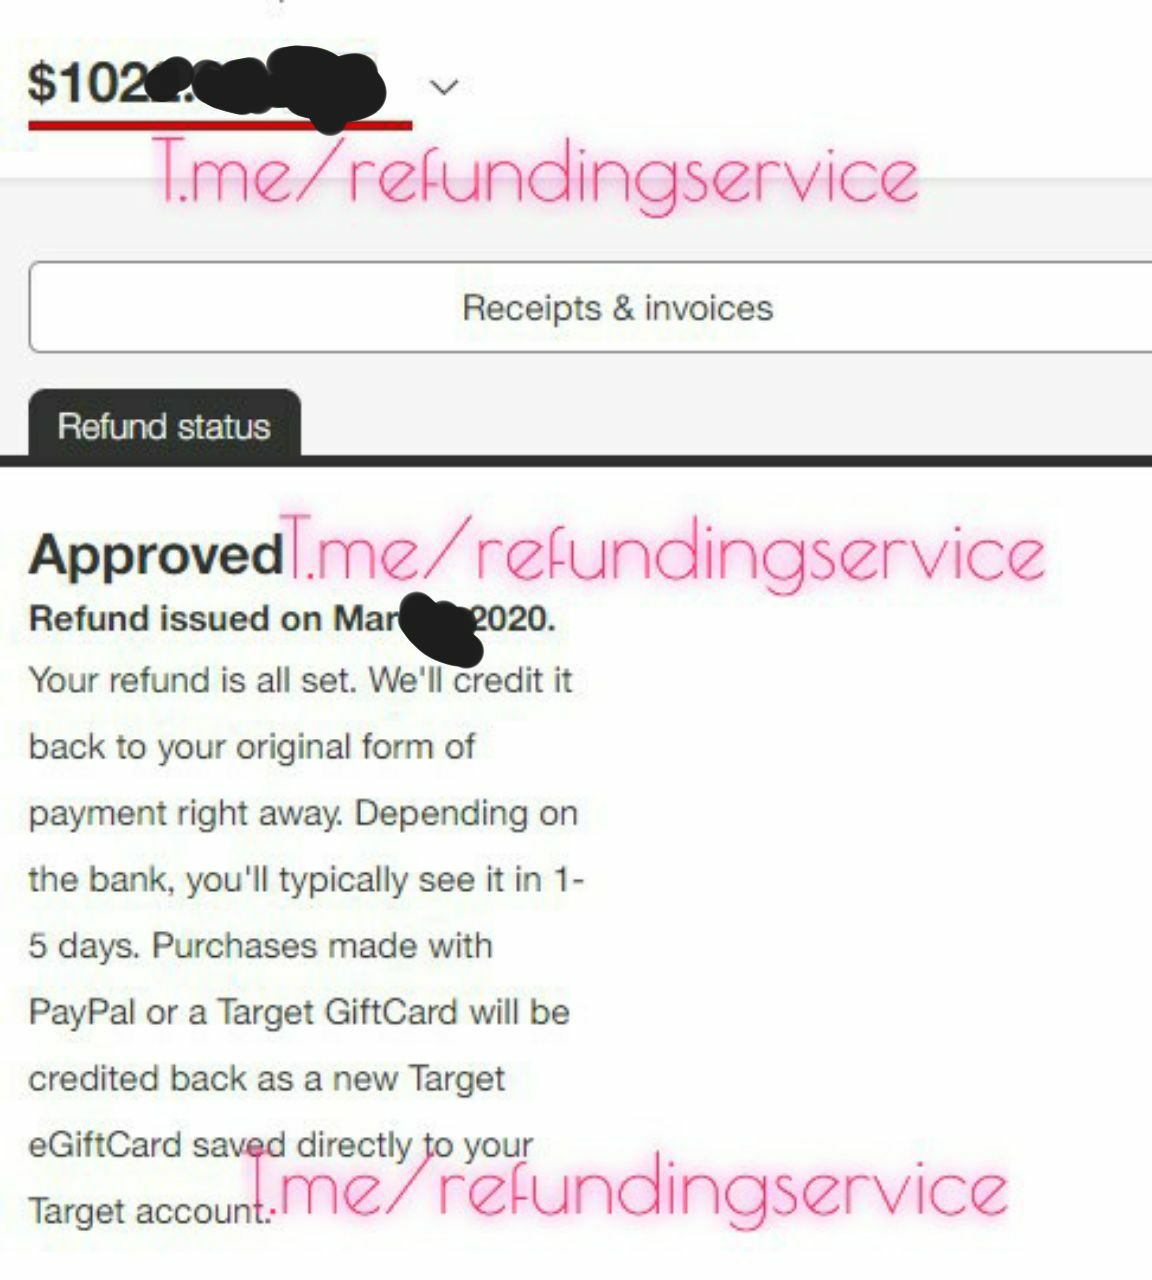 $102
T.me/refundingservice
Receipts & invoices
Refund status
Approved
T.me/refundingservice
Refund issued on Mar 2020.
Your refund is all set. We'll credit it
back to your original form of
payment right away. Depending on
the bank, you'll typically see it in 1-
5 days. Purchases made with
PayPal or a Target GiftCard will be
credited back as a new Target
eGiftCard saved directly to your
Target account.
T.me/refundingservice